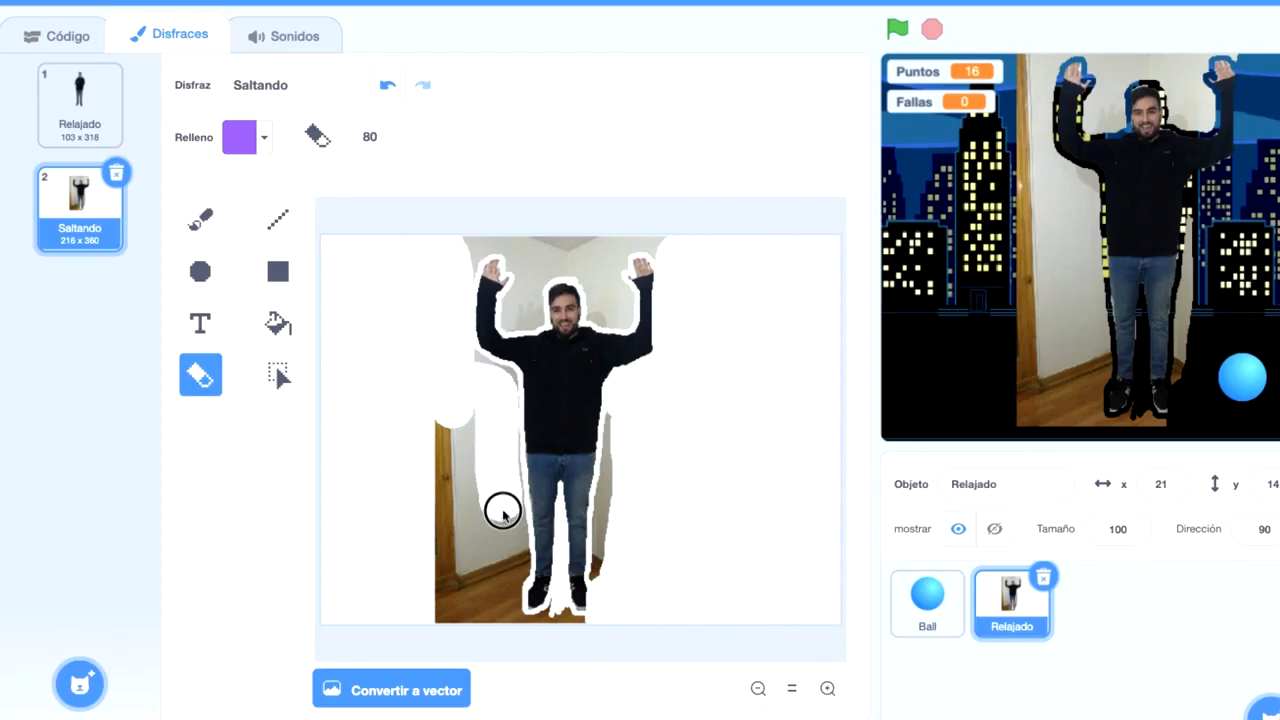 Código
Disfraces
Sonidos
1
Relajado
103 x 318
2
Saltando
216 x 360
Disfraz
Saltando
Relleno
80
T
Convertir a vector
Puntos 16
Fallas 0
Objeto
Relajado
x
21
y
14
mostrar
Tamaño
100
Dirección
90
Ball
Relajado